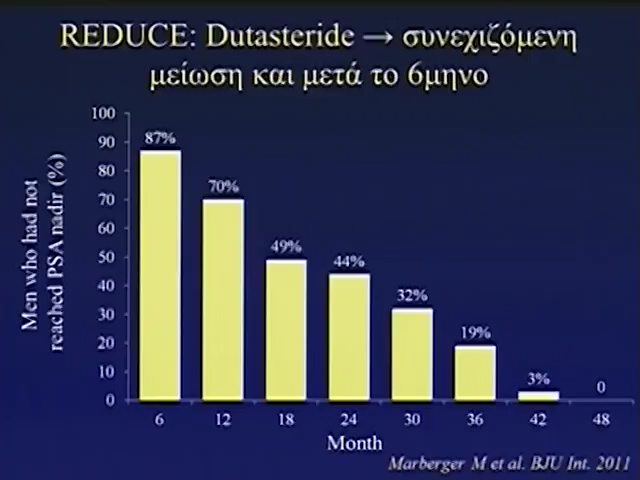 REDUCE: Dutasteride → συνεχιζόμενη
μείωση και μετά το 6μηνο
Men who had not
reached PSA nadir (%)
100
90
80
70
60
50
40
30
20
10
0
87%
70%
49%
44%
32%
19%
3%
0
6 12 18 24 30 36 42 48
Month
Marberger M et al. BJU Int. 2011